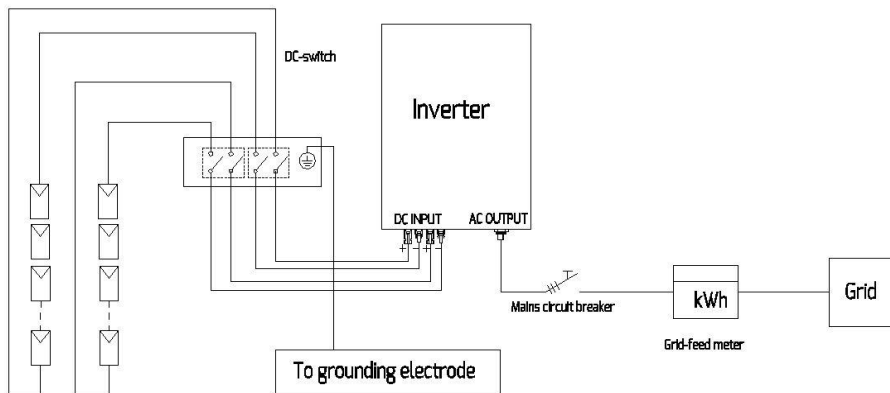 DC-switch
Inverter
DC INPUT
AC OUTPUT
+ - + -
Mains circuit breaker
kWh
Grid-feed meter
Grid
To grounding electrode